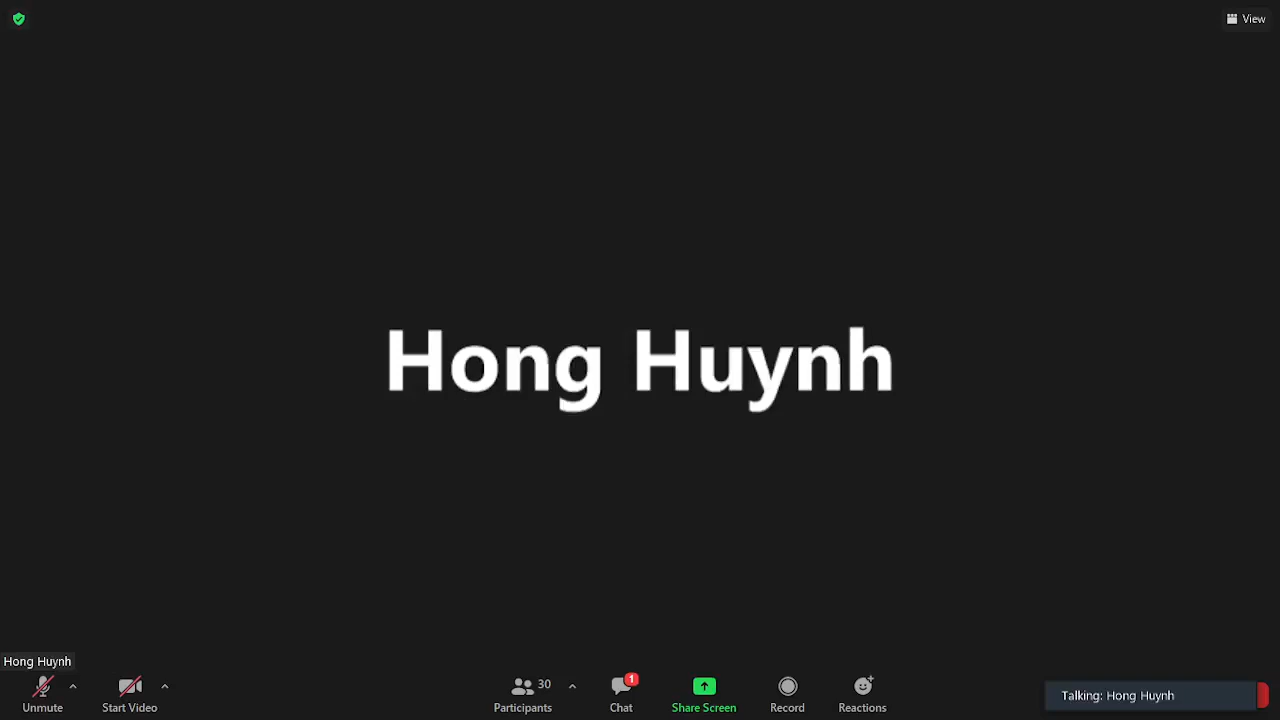 View
Hong Huynh
Hong Huynh
Unmute
Start Video
30
Participants
1
Chat
Share Screen
Record
Reactions
Talking: Hong Huynh